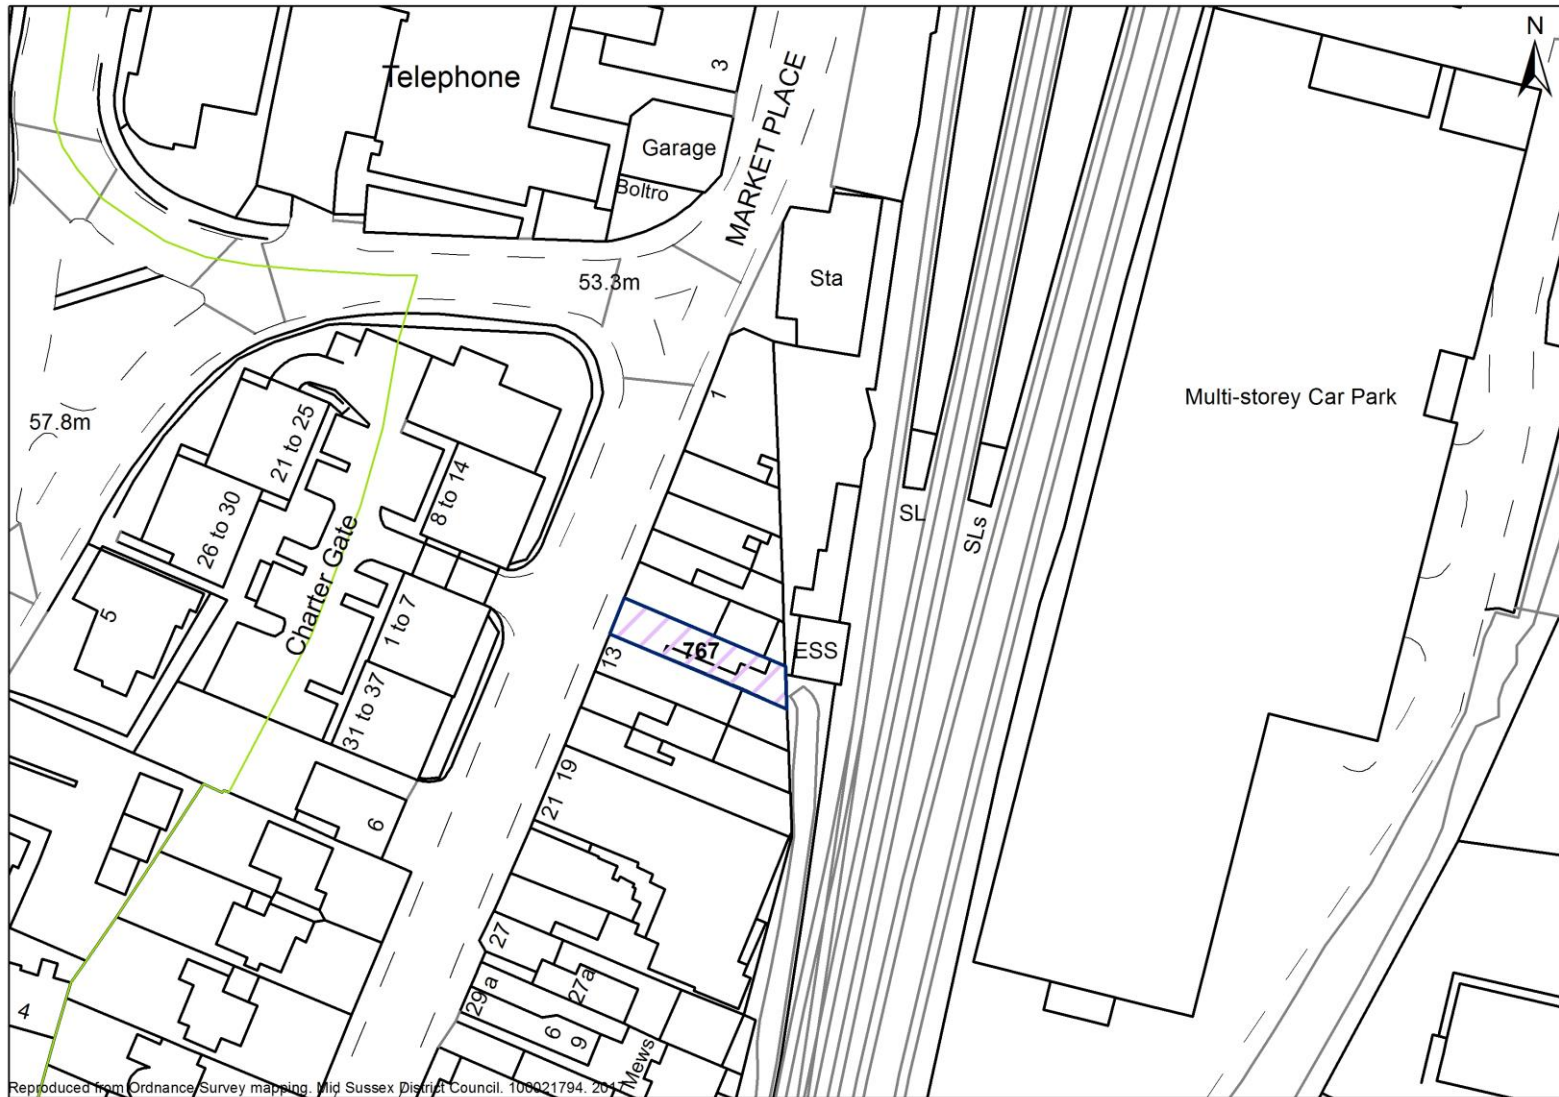 N
Telephone
3
MARKET PLACE
Garage
Boltro
53.3m
Sta
57.8m
Multi-storey Car Park
1
21 to 25
8 to 14
26 to 30
SL
SLs
Charter Gate
5
1 to 7
13
767
ESS
31 to 37
19
21
6
27
29 a
27a
6
9
Mews
4
Reproduced from Ordnance Survey mapping. Mid Sussex District Council. 100021794. 2017